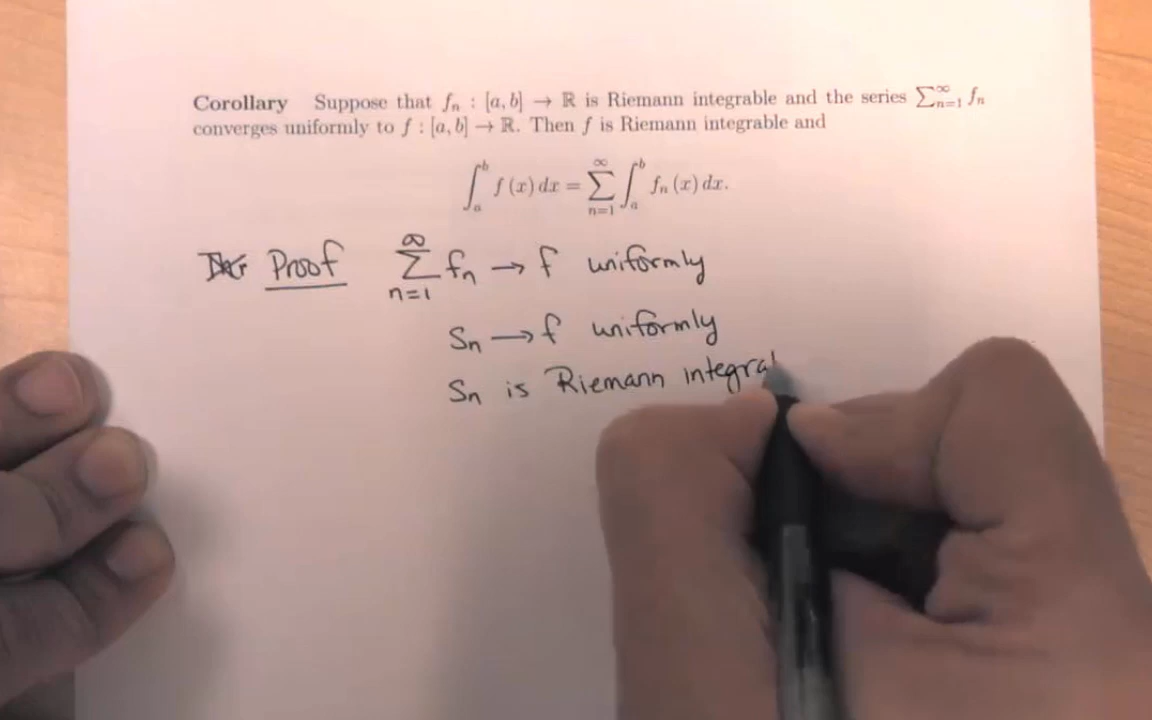 Corollary Suppose that fₙ : [a, b] → ℝ is Riemann integrable and the series ∑ₙ₌₁^∞ fₙ
converges uniformly to f : [a, b] → ℝ. Then f is Riemann integrable and
∫ₐᵇ f (x) dx = ∑ₙ₌₁^∞ ∫ₐᵇ fₙ (x) dx.
Proof ∑ₙ₌₁^∞ fₙ → f uniformly
Sₙ → f uniformly
Sₙ is Riemann integral